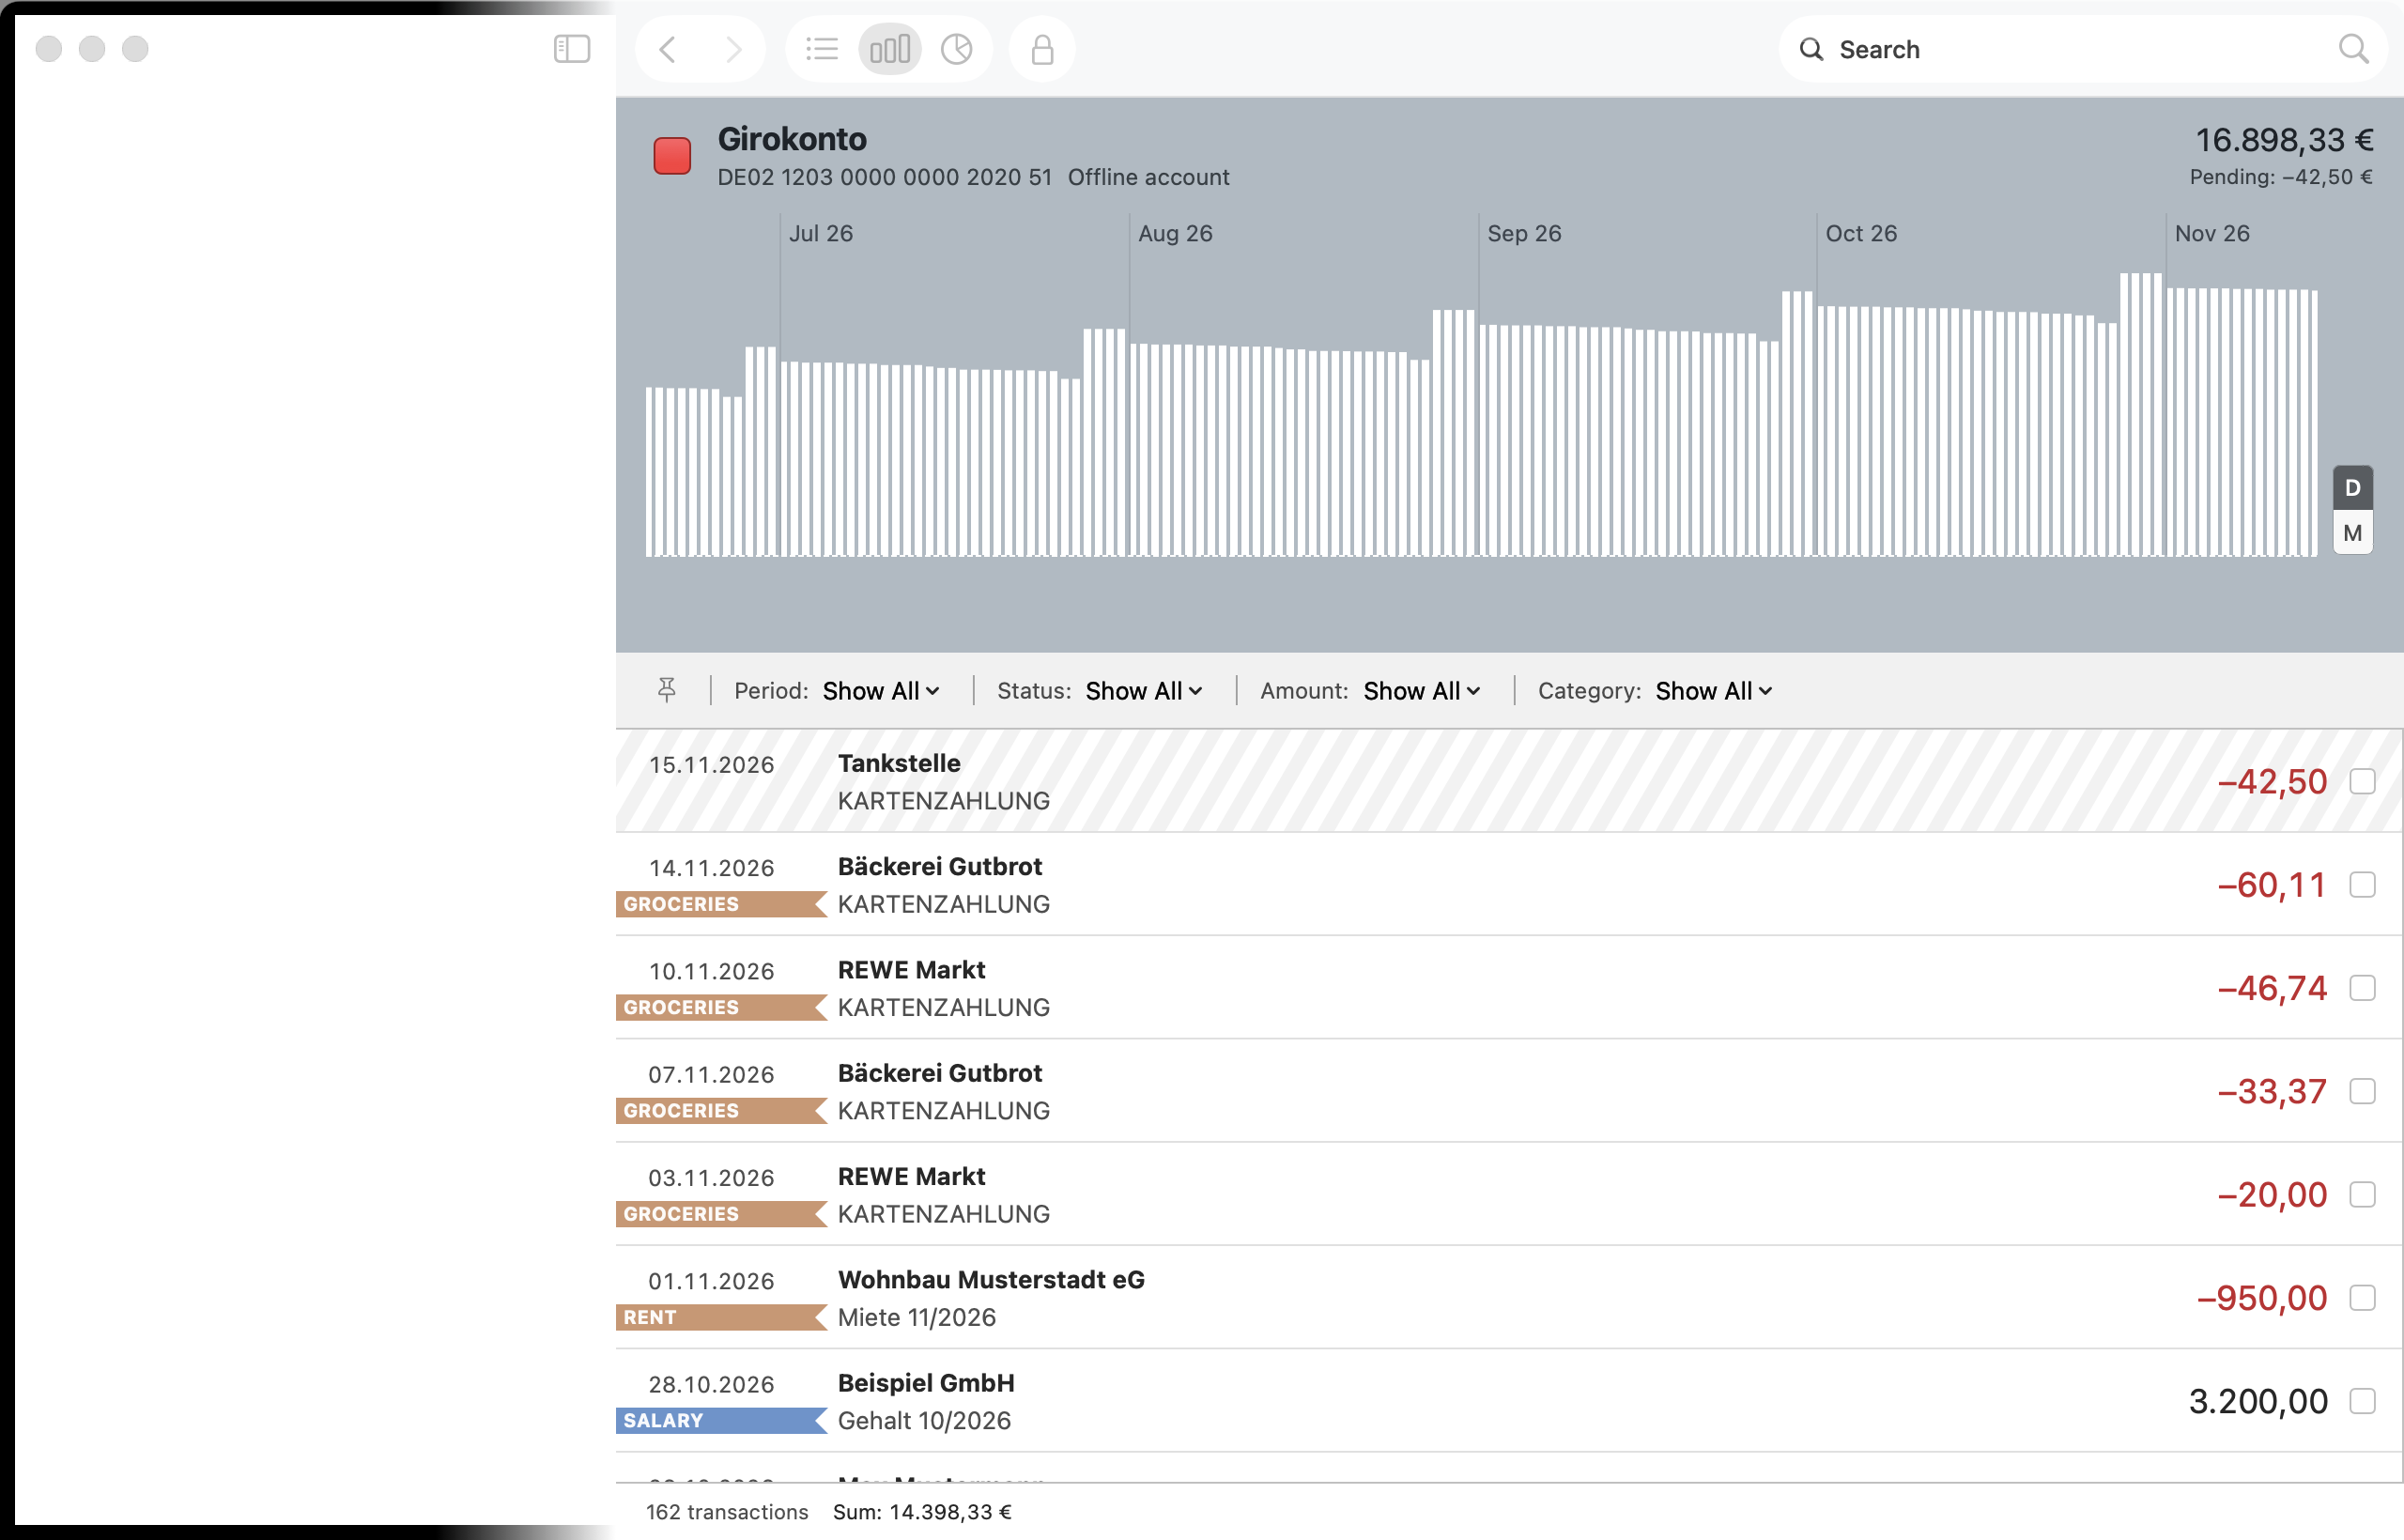 Search
Girokonto
16.898,33 €
DE02 1203 0000 0000 2020 51 Offline account
Pending: –42,50 €
Jul 26 Aug 26 Sep 26 Oct 26 Nov 26
D
M
Period: Show All Status: Show All Amount: Show All Category: Show All
15.11.2026 Tankstelle
KARTENZAHLUNG
–42,50
14.11.2026 Bäckerei Gutbrot
GROCERIES KARTENZAHLUNG
–60,11
10.11.2026 REWE Markt
GROCERIES KARTENZAHLUNG
–46,74
07.11.2026 Bäckerei Gutbrot
GROCERIES KARTENZAHLUNG
–33,37
03.11.2026 REWE Markt
GROCERIES KARTENZAHLUNG
–20,00
01.11.2026 Wohnbau Musterstadt eG
RENT Miete 11/2026
–950,00
28.10.2026 Beispiel GmbH
SALARY Gehalt 10/2026
3.200,00
162 transactions Sum: 14.398,33 €